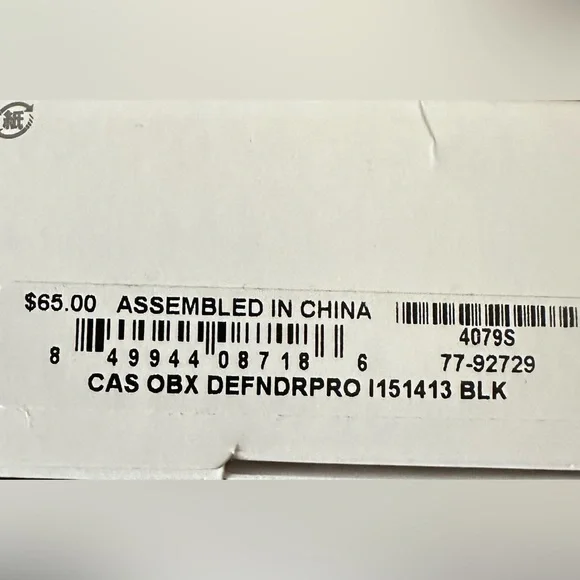 紙
$65.00 ASSEMBLED IN CHINA
4079S
8 49944 08718 6
77-92729
CAS OBX DEFNDRPRO I151413 BLK